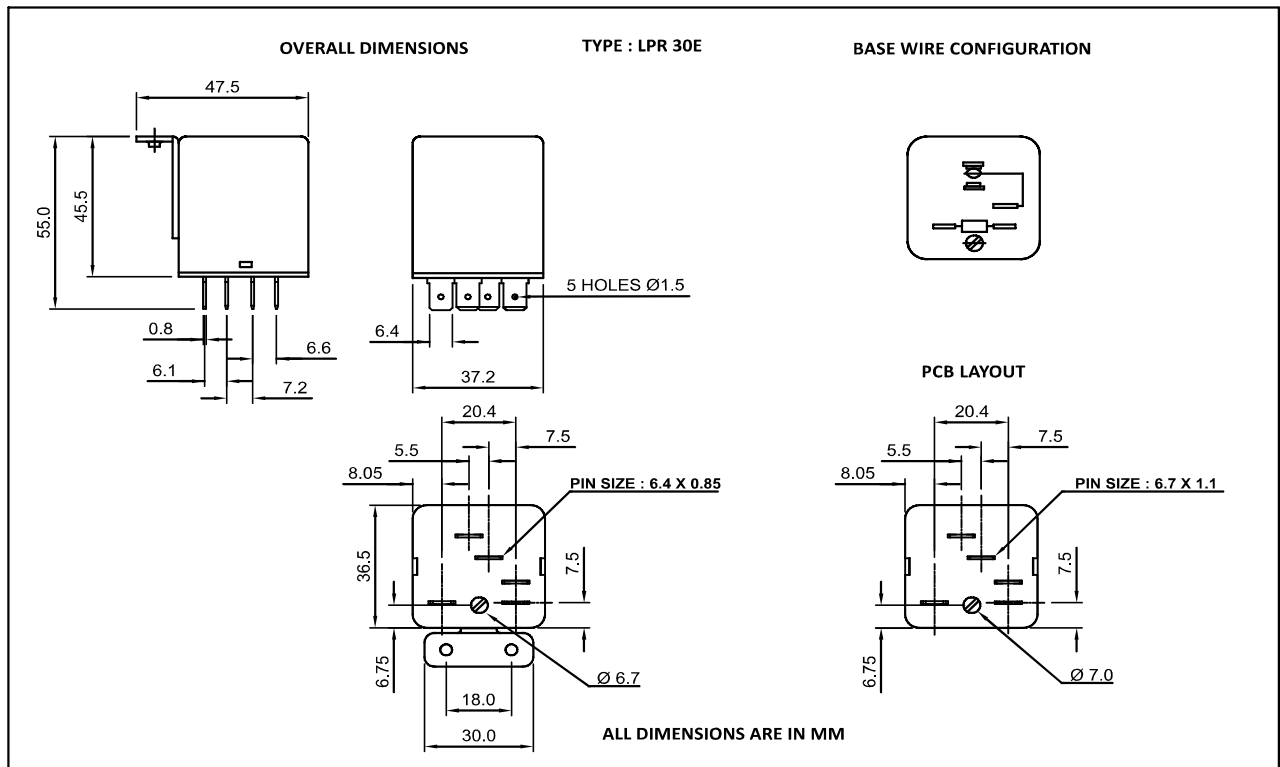 OVERALL DIMENSIONS
TYPE : LPR 30E
BASE WIRE CONFIGURATION
47.5
55.0
45.5
5 HOLES Ø1.5
0.8
6.6
6.4
6.1
7.2
37.2
PCB LAYOUT
20.4
7.5
5.5
8.05
PIN SIZE : 6.4 X 0.85
36.5
7.5
6.75
Ø 6.7
18.0
30.0
20.4
7.5
5.5
8.05
PIN SIZE : 6.7 X 1.1
7.5
6.75
Ø 7.0
ALL DIMENSIONS ARE IN MM